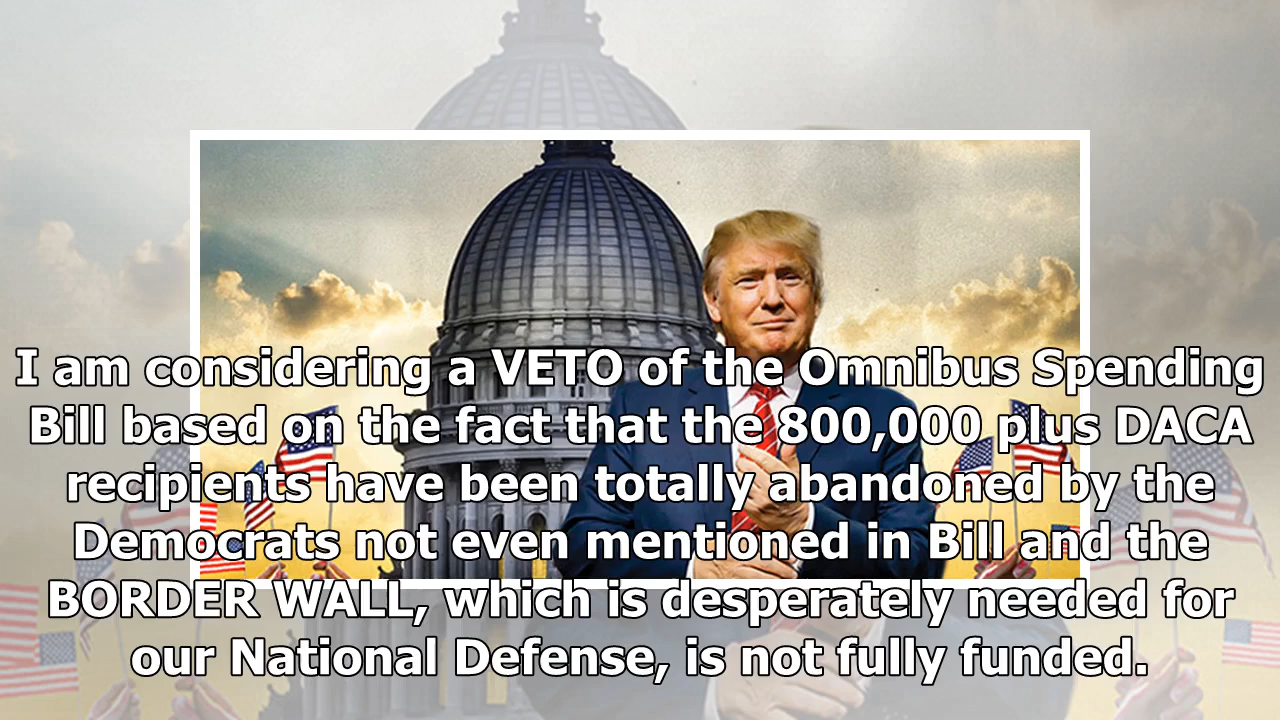 I am considering a VETO of the Omnibus Spending
Bill based on the fact that the 800,000 plus DACA
recipients have been totally abandoned by the
Democrats not even mentioned in Bill and the
BORDER WALL, which is desperately needed for
our National Defense, is not fully funded.